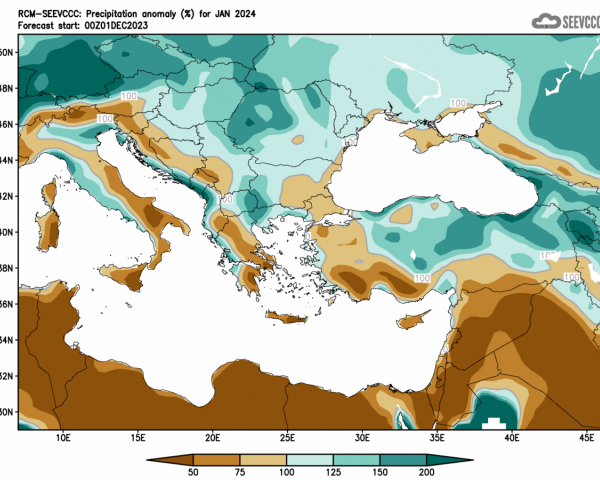 RCM-SEEVCCC: Precipitation anomaly (%) for JAN 2024
Forecast start: 00Z01DEC2023
SEEVCCC
50N
48N
46N
44N
42N
40N
38N
36N
34N
32N
30N
100
100
100
100
100
100
10E
15E
20E
25E
30E
35E
40E
45E
50
75
100
125
150
200